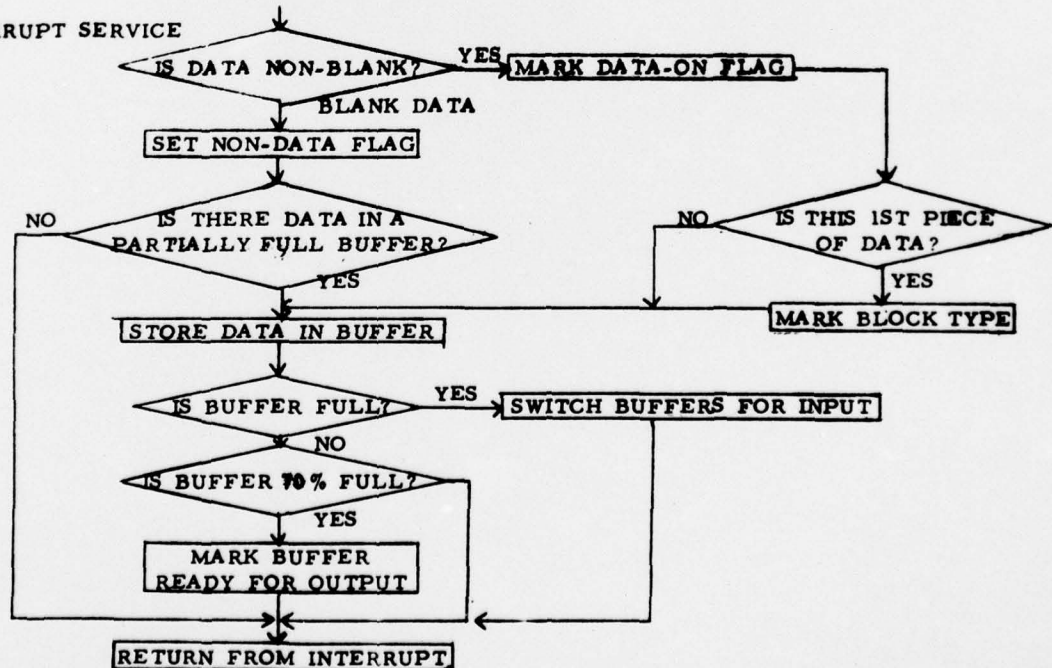 SERVICE
IS DATA NON-BLANK?
YES
MARK DATA-ON FLAG
BLANK DATA
SET NON-DATA FLAG
NO
IS THERE DATA IN A
PARTIALLY FULL BUFFER?
YES
NO
IS THIS 1ST PIECE
OF DATA?
YES
MARK BLOCK TYPE
STORE DATA IN BUFFER
IS BUFFER FULL?
YES
SWITCH BUFFERS FOR INPUT
NO
IS BUFFER 70% FULL?
YES
MARK BUFFER
READY FOR OUTPUT
RETURN FROM INTERRUPT